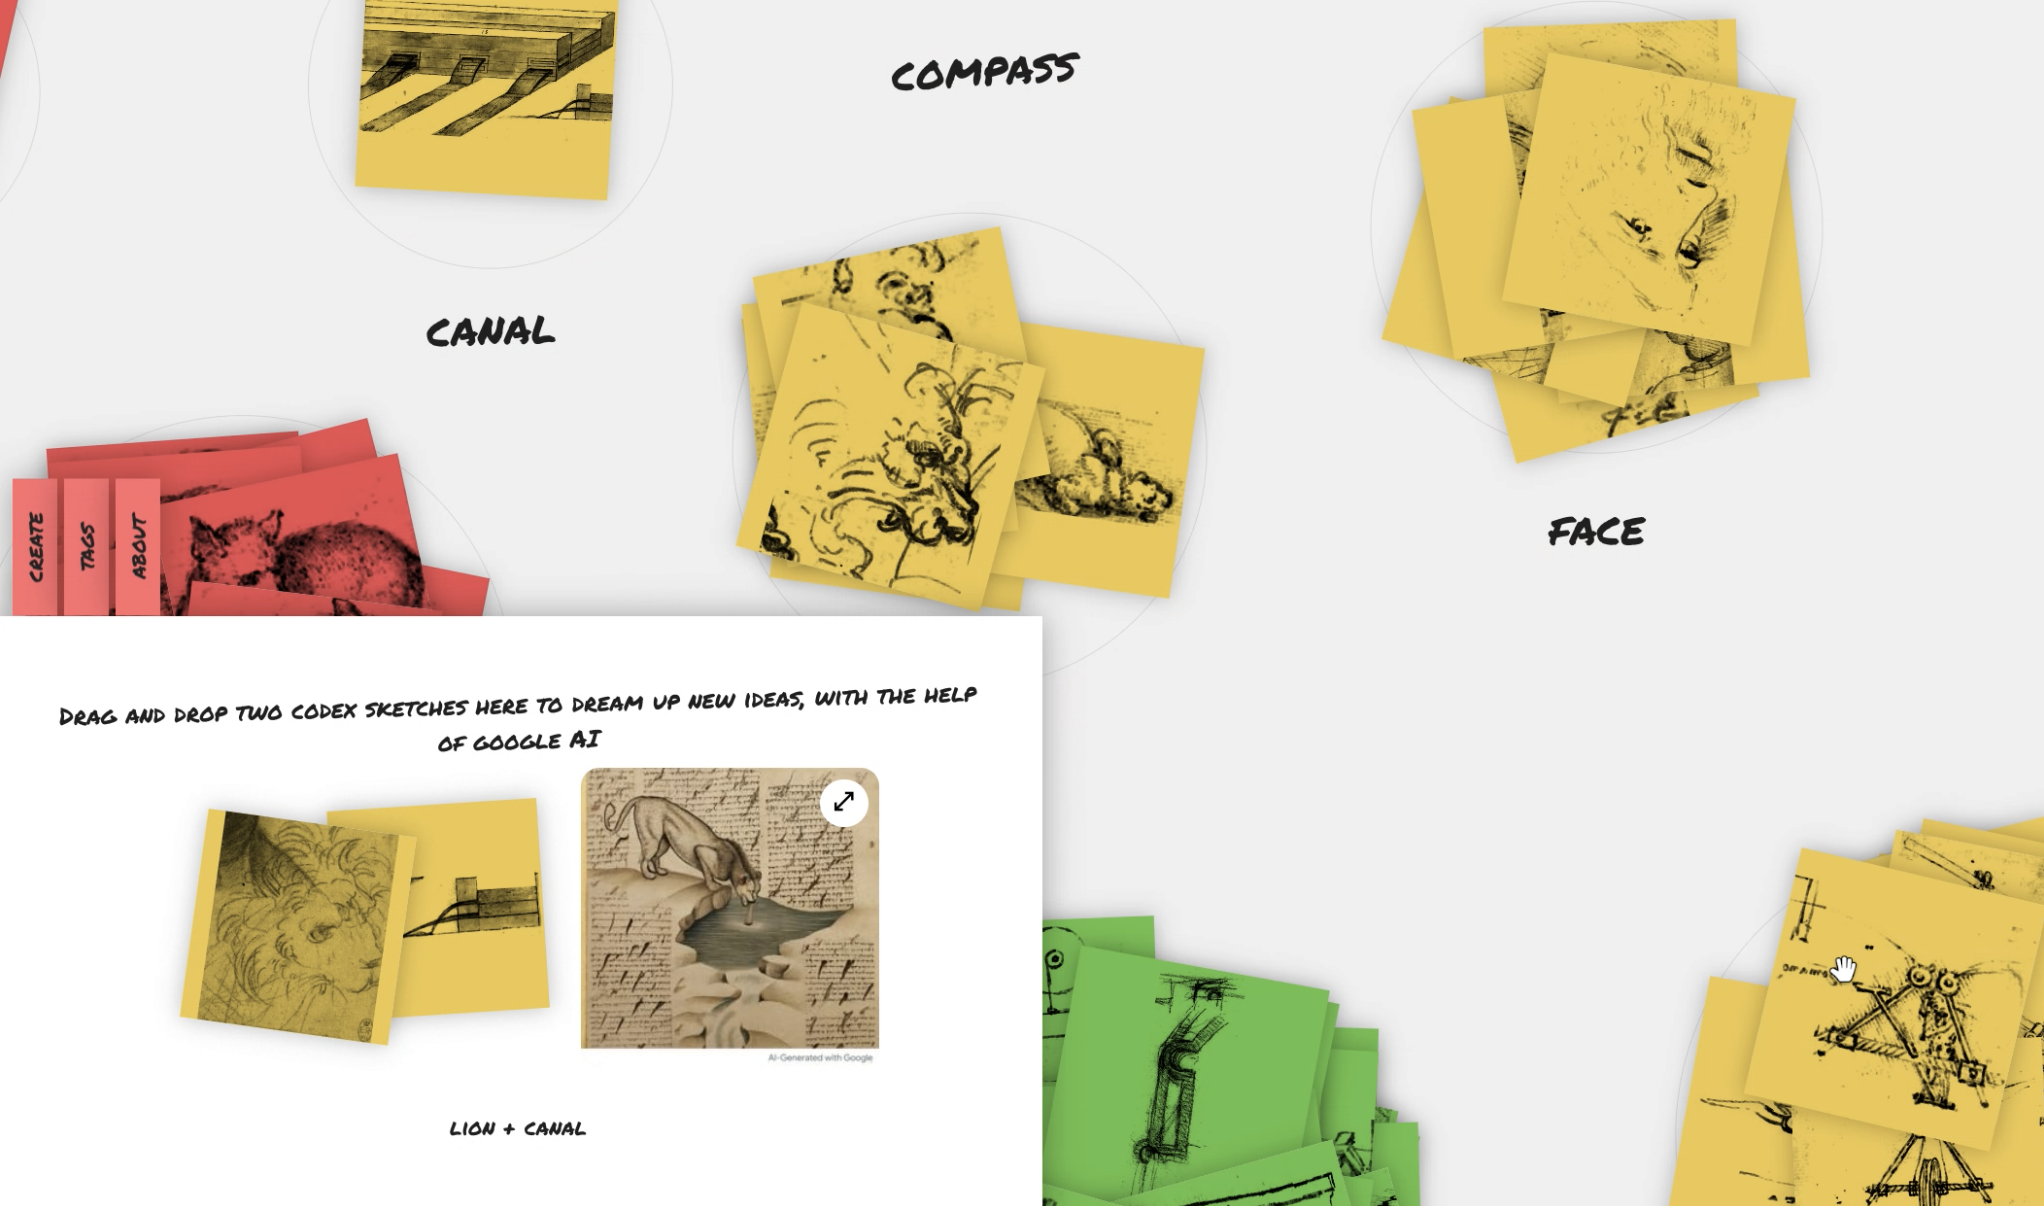 COMPASS
CANAL
FACE
CREATE
TAGS
ABOUT
DRAG AND DROP TWO CODEX SKETCHES HERE TO DREAM UP NEW IDEAS, WITH THE HELP
OF GOOGLE AI
AI-Generated with Google
LION + CANAL